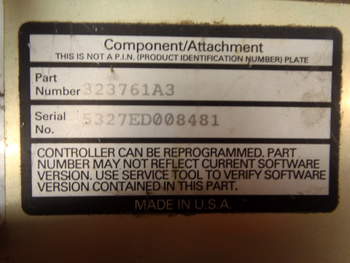 Component/Attachment
THIS IS NOT A P.I.N. (PRODUCT IDENTIFICATION NUMBER) PLATE
Part
Number 323761A3
Serial
No. 5327ED008481
CONTROLLER CAN BE REPROGRAMMED. PART
NUMBER MAY NOT REFLECT CURRENT SOFTWARE
VERSION. USE SERVICE TOOL TO VERIFY SOFTWARE
VERSION CONTAINED IN THIS PART.
MADE IN U.S.A.